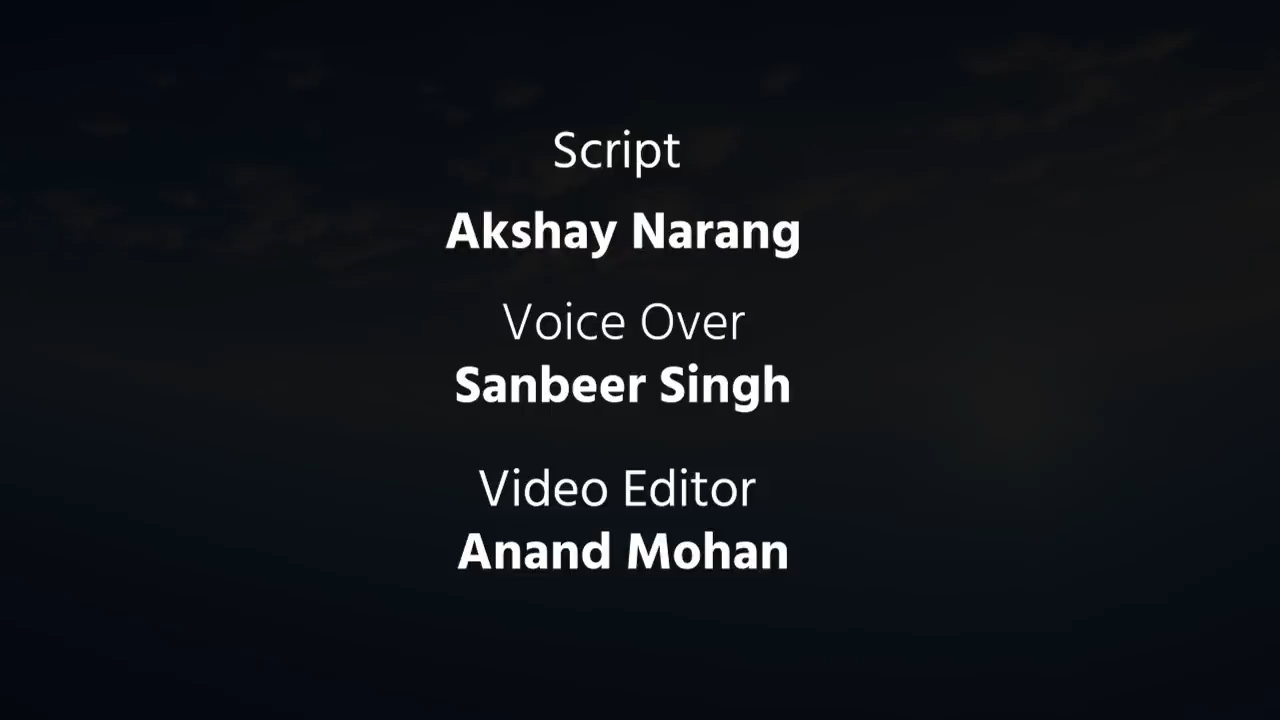 Script
Akshay Narang
Voice Over
Sanbeer Singh
Video Editor
Anand Mohan